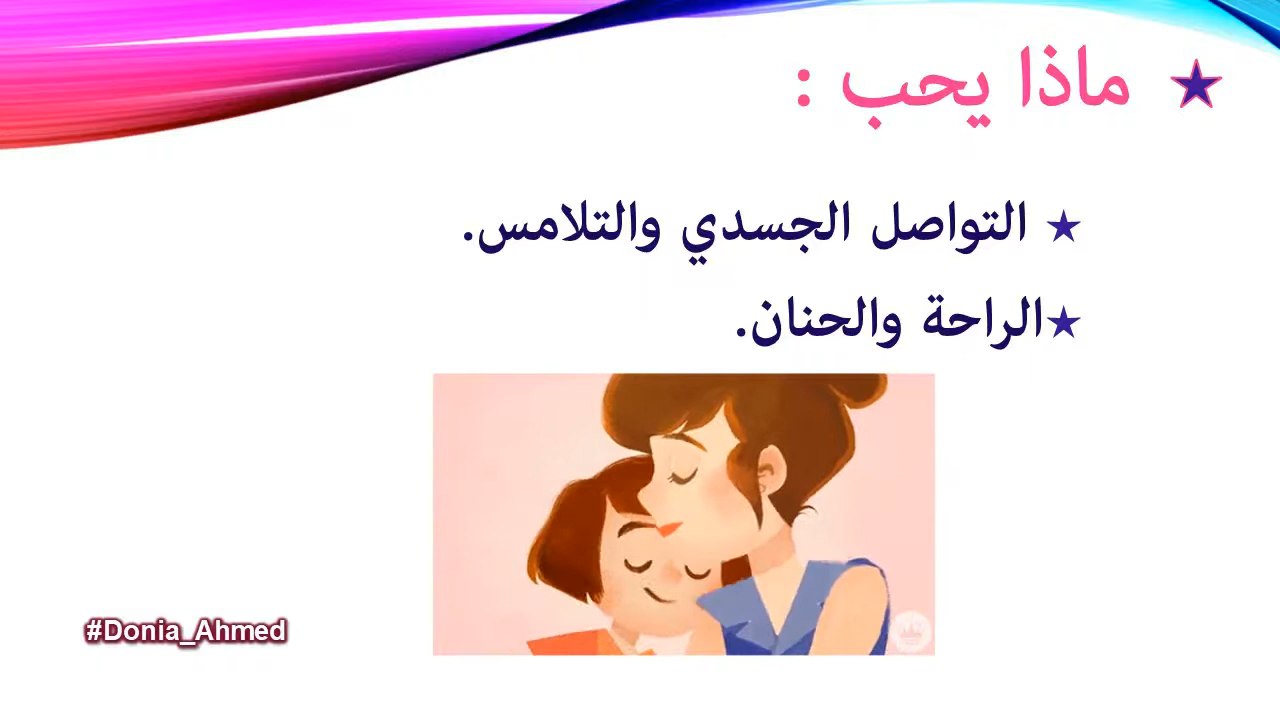 ماذا يحب :
التواصل الجسدي والتلامس.
الراحة والحنان.
#Donia_Ahmed